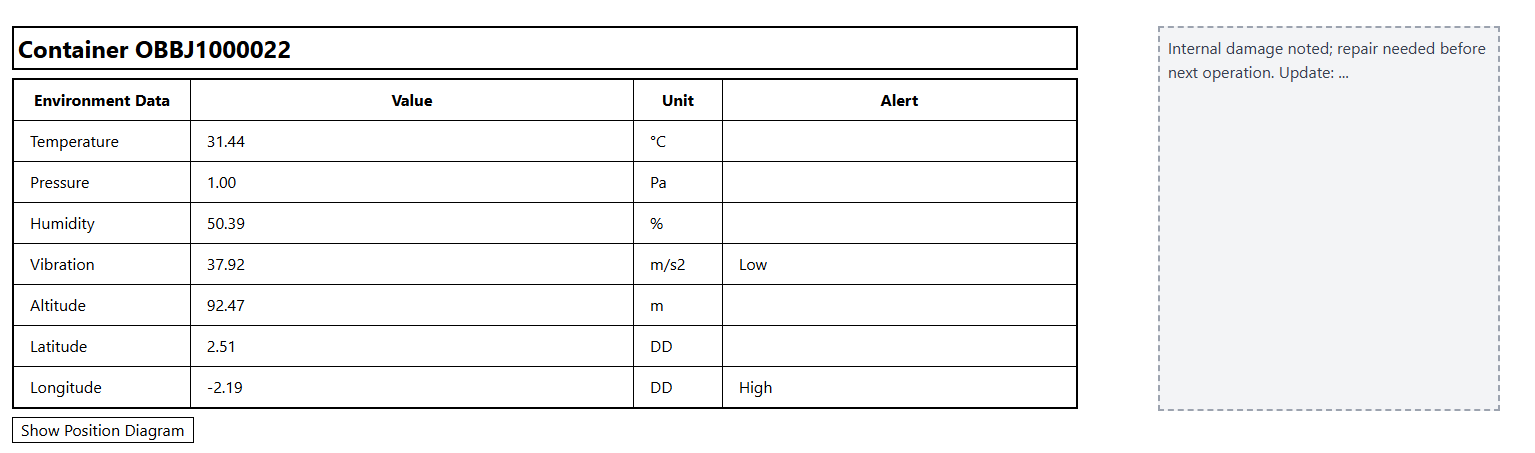 Container OBBJ1000022
Environment Data Value Unit Alert
Temperature 31.44 °C
Pressure 1.00 Pa
Humidity 50.39 %
Vibration 37.92 m/s2 Low
Altitude 92.47 m
Latitude 2.51 DD
Longitude -2.19 DD High
Show Position Diagram
Internal damage noted; repair needed before
next operation. Update: ...